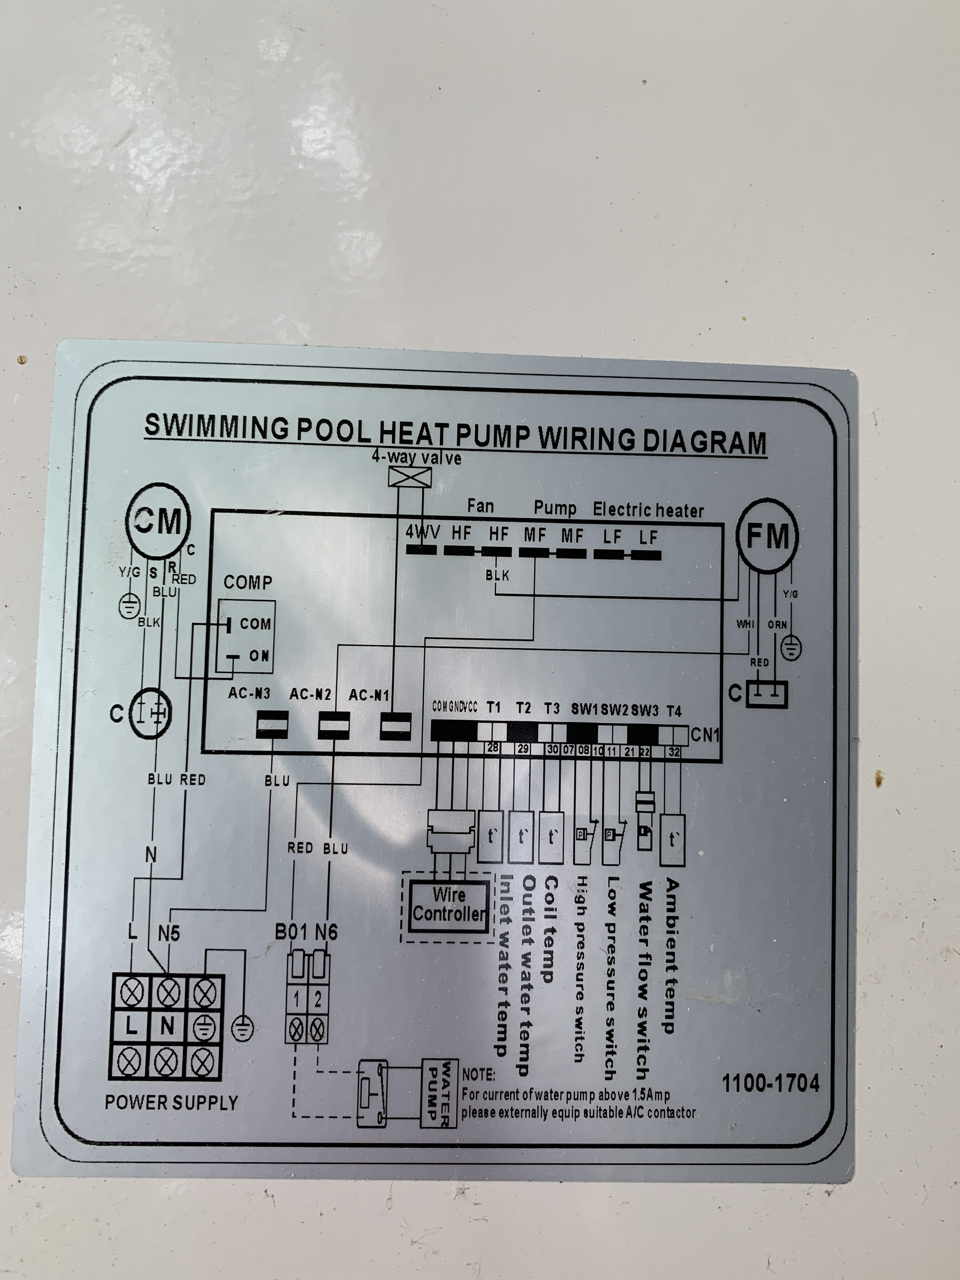 SWIMMING POOL HEAT PUMP WIRING DIAGRAM
4-way valve
Fan Pump Electric heater
4WV HF HF MF MF LF LF
CM
FM
Y/G S R C
RED
BLU
BLK
BLK
COMP
COM
ON
WHI ORN Y/G
RED
C
C
AC-N3 AC-N2 AC-N1
COM GND VCC T1 T2 T3 SW1 SW2 SW3 T4
CN1
28 29 30 07 08 10 11 21 22 32
BLU RED BLU
RED BLU
N
t° t° t° P P t°
Wire
Controller
Inlet water temp
Outlet water temp
Coil temp
High pressure switch
Low pressure switch
Water flow switch
Ambient temp
L N5 B01 N6
1 2
L N
POWER SUPPLY
WATER
PUMP
NOTE:
For current of water pump above 1.5Amp
please externally equip suitable A/C contactor
1100-1704